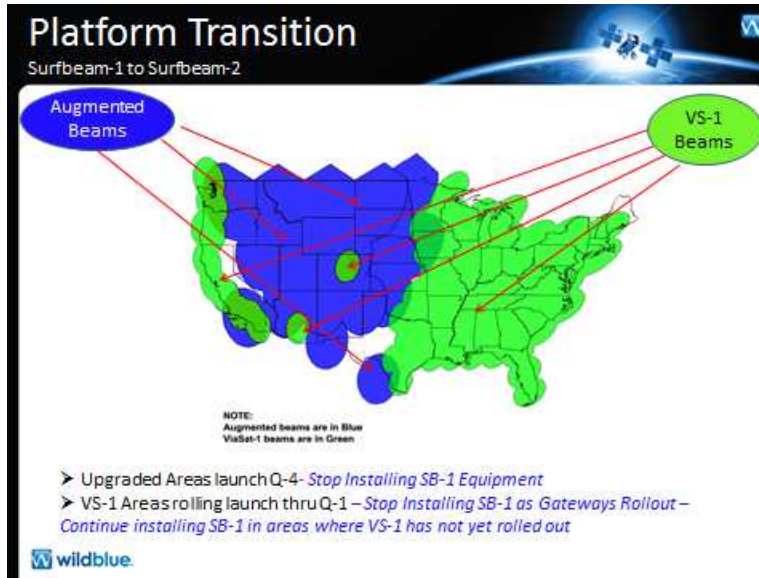 Platform Transition
Surfbeam-1 to Surfbeam-2
Augmented
Beams
VS-1
Beams
NOTE:
Augmented beams are in Blue
ViaSat-1 beams are in Green
➤ Upgraded Areas launch Q-4- Stop Installing SB-1 Equipment
➤ VS-1 Areas rolling launch thru Q-1 – Stop Installing SB-1 as Gateways Rollout –
Continue installing SB-1 in areas where VS-1 has not yet rolled out
wildblue.